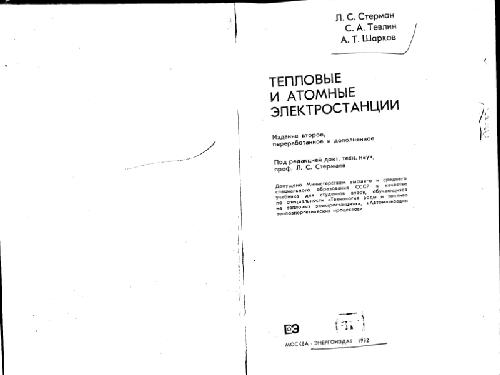 Л. С. Стерман
С. А. Тевлин
А. Т. Шарков
ТЕПЛОВЫЕ
И АТОМНЫЕ
ЭЛЕКТРОСТАНЦИИ
Издание второе,
переработанное и дополненное
Под редакцией докт. техн. наук,
проф. Л. С. Стермана
Допущено Министерством высшего и среднего
специального образования СССР в качестве
учебника для студентов вузов, обучающихся
по специальности «Технология воды и топлива
на тепловых электростанциях», «Автоматизация
теплоэнергетических процессов»
МОСКВА ЭНЕРГОИЗДАТ 1982